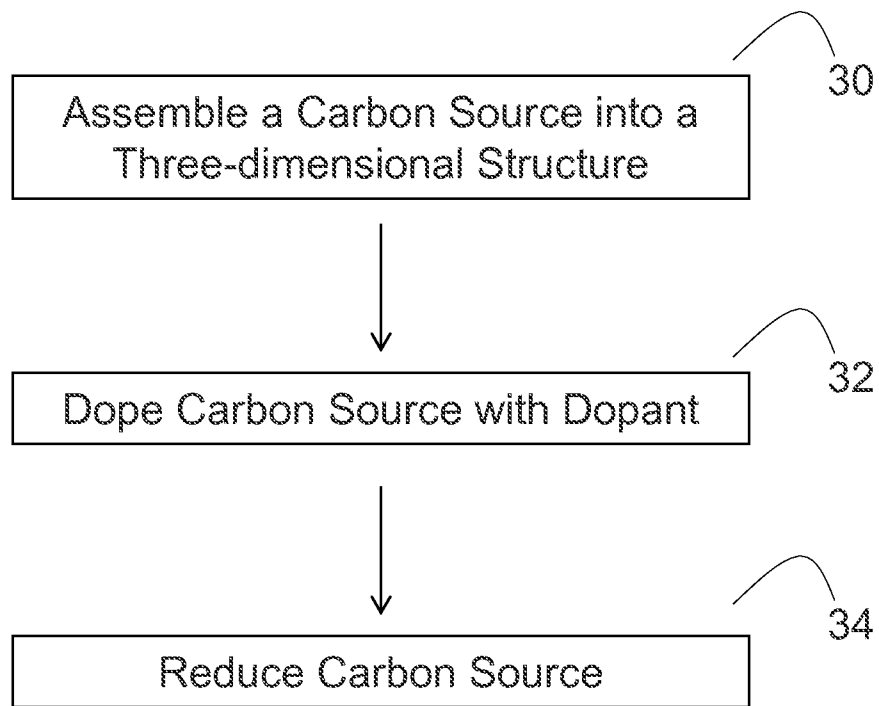 30
Assemble a Carbon Source into a
Three-dimensional Structure
32
Dope Carbon Source with Dopant
34
Reduce Carbon Source